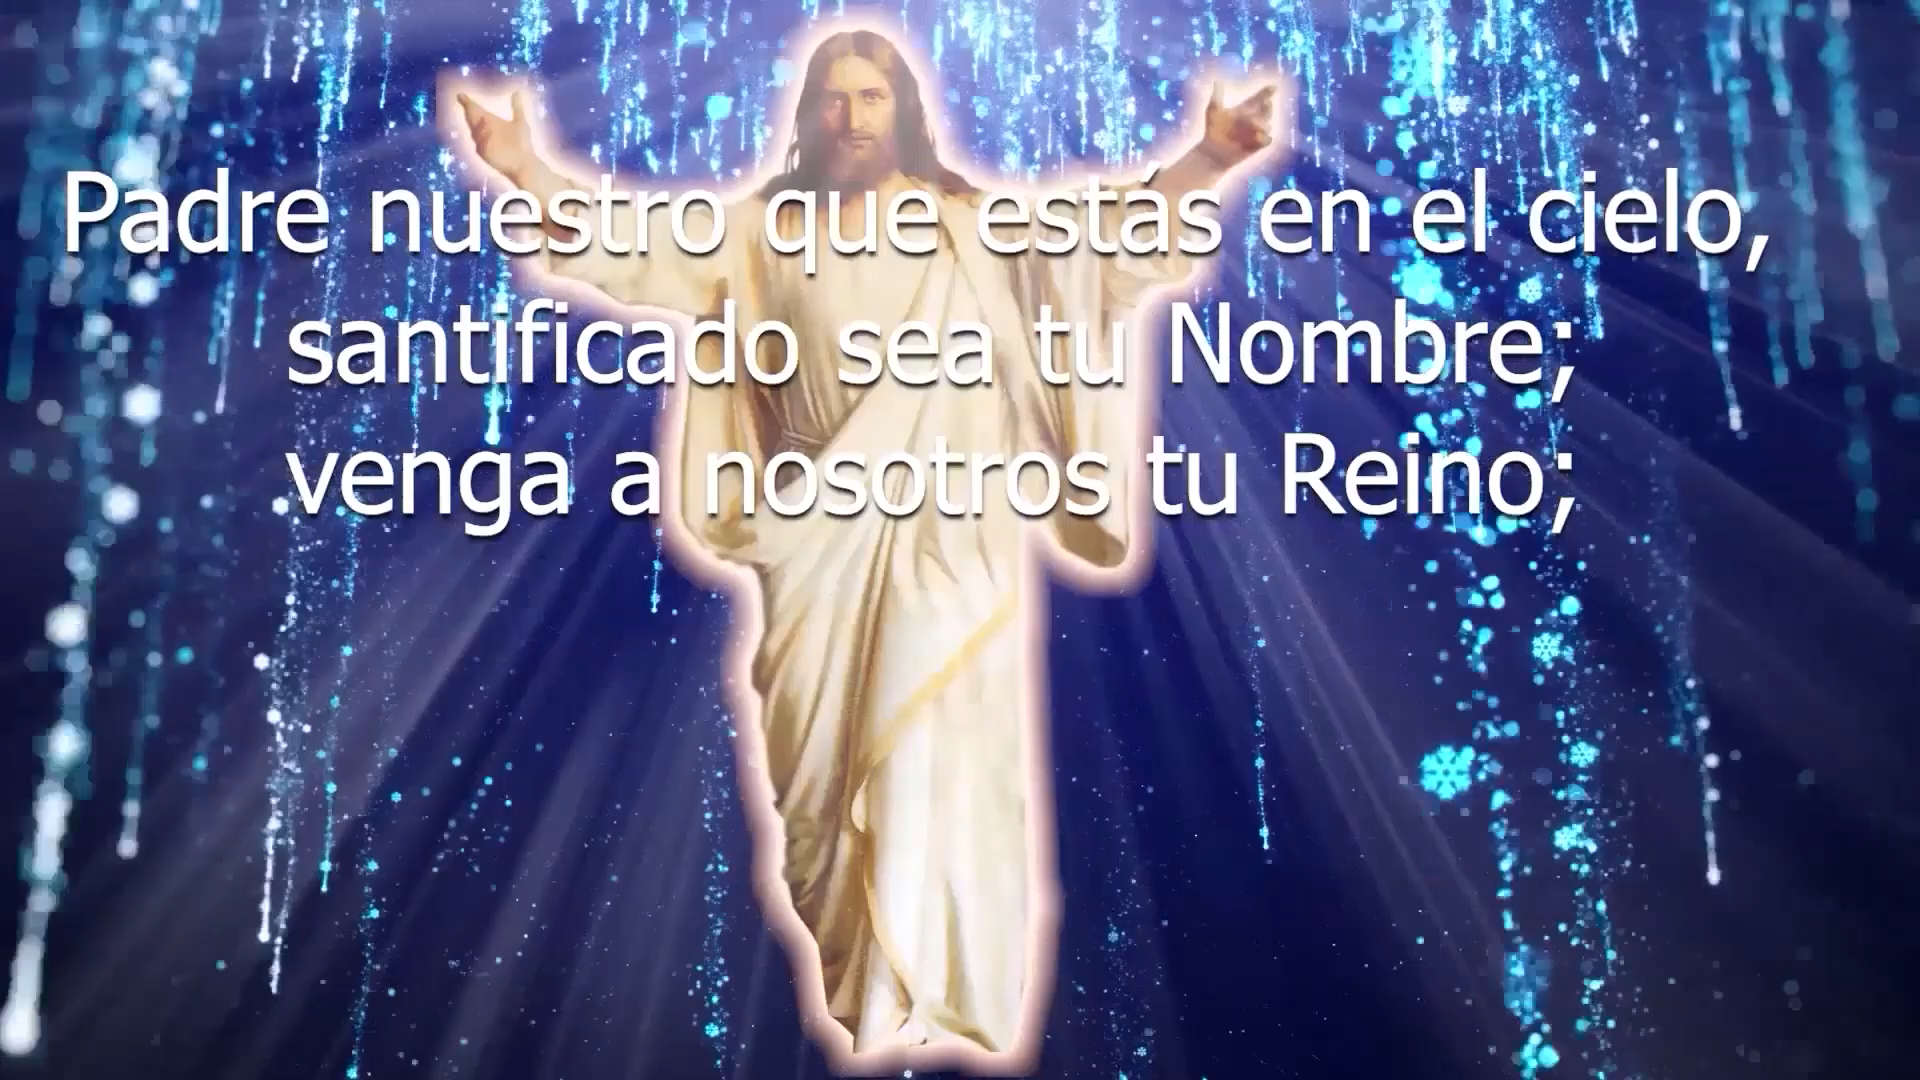 Padre nuestro que estás en el cielo,
santificado sea tu Nombre;
venga a nosotros tu Reino;